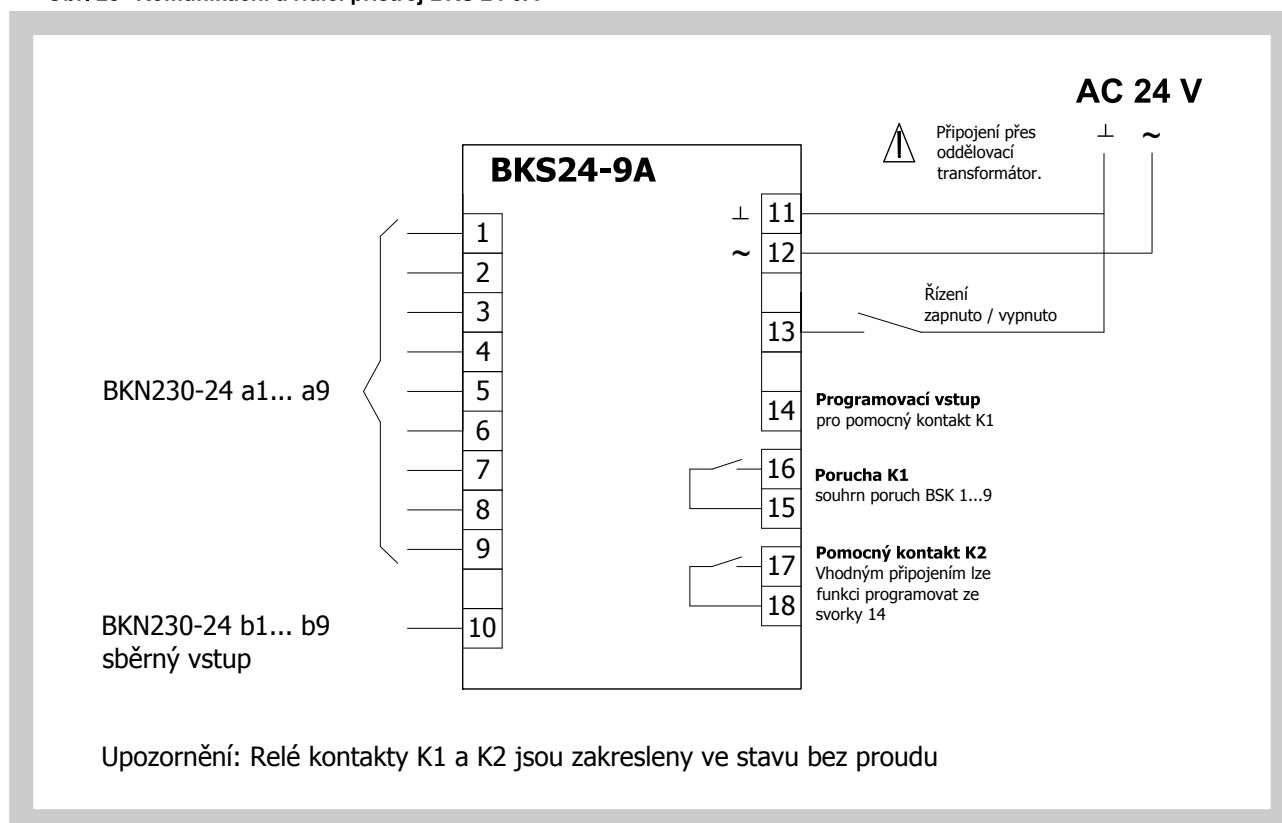 AC 24 V
⊥ ~
Připojení přes
oddělovací
transformátor.
BKS24-9A
⊥ 11
~ 12
1
2
3
4
5
6
7
8
9
10
13
14
16
15
17
18
Řízení
zapnuto / vypnuto
BKN230-24 a1... a9
Programovací vstup
pro pomocný kontakt K1
Porucha K1
souhrn poruch BSK 1...9
Pomocný kontakt K2
Vhodným připojením lze
funkci programovat ze
svorky 14
BKN230-24 b1... b9
sběrný vstup
Upozornění: Relé kontakty K1 a K2 jsou zakresleny ve stavu bez proudu